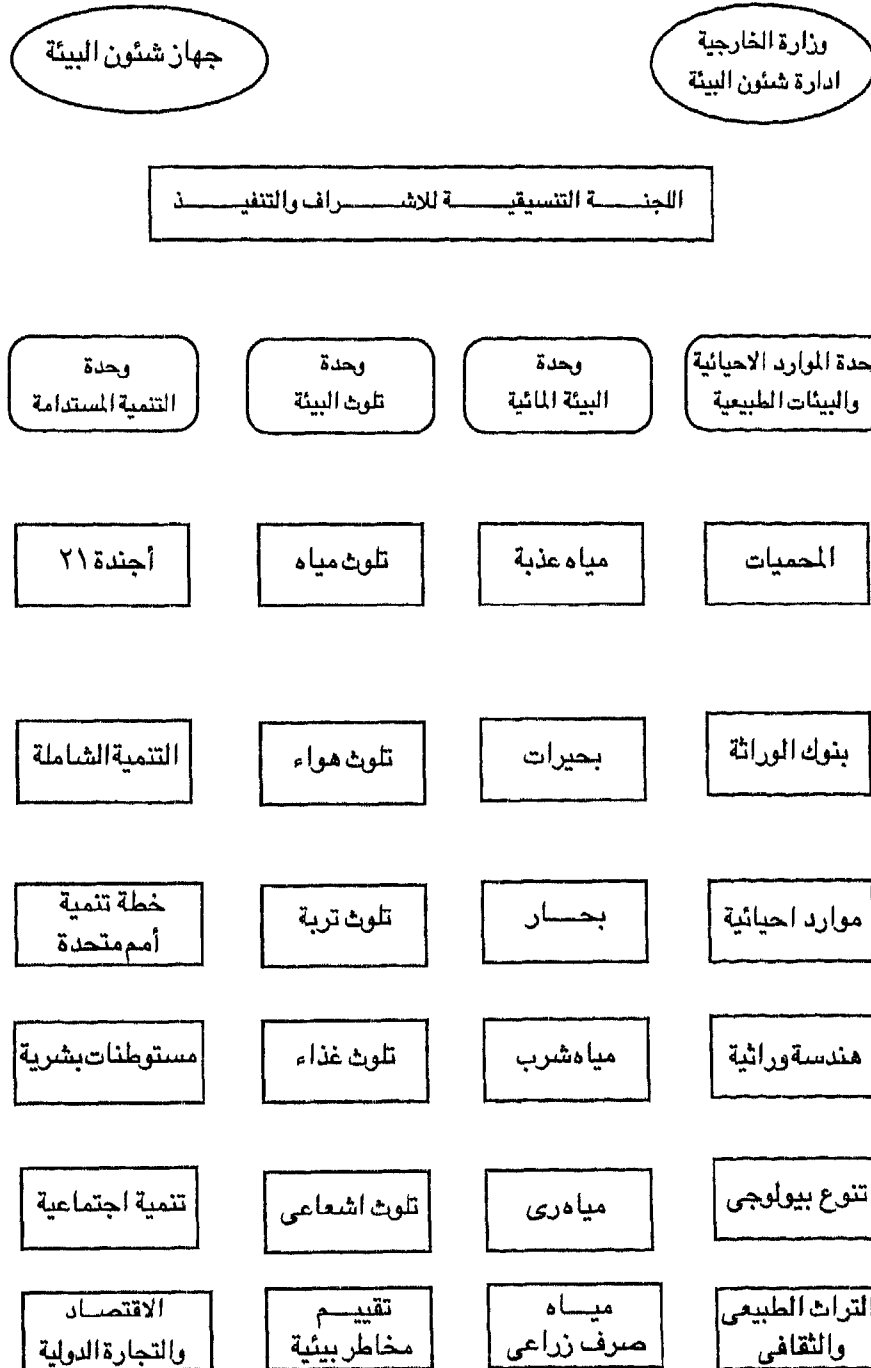 وزارة الخارجية
ادارة شئون البيئة
جهاز شئون البيئة
اللجنة التنسيقية للاشراف والتنفيذ
حدة الموارد الاحيائية
والبيئات الطبيعية
وحدة
البيئة المائية
وحدة
تلوث البيئة
وحدة
التنمية المستدامة
المحميات
مياه عذبة
تلوث مياه
أجندة ٢١
بنوك الوراثة
بحيرات
تلوث هواء
التنمية الشاملة
موارد احيائية
بحار
تلوث تربة
خطة تنمية
أمم متحدة
هندسة وراثية
مياه شرب
تلوث غذاء
مستوطنات بشرية
تنوع بيولوجى
مياه رى
تلوث اشعاعى
تنمية اجتماعية
التراث الطبيعى
والثقافى
مياه
صرف زراعى
تقييم
مخاطر بيئية
الاقتصاد
والتجارة الدولية